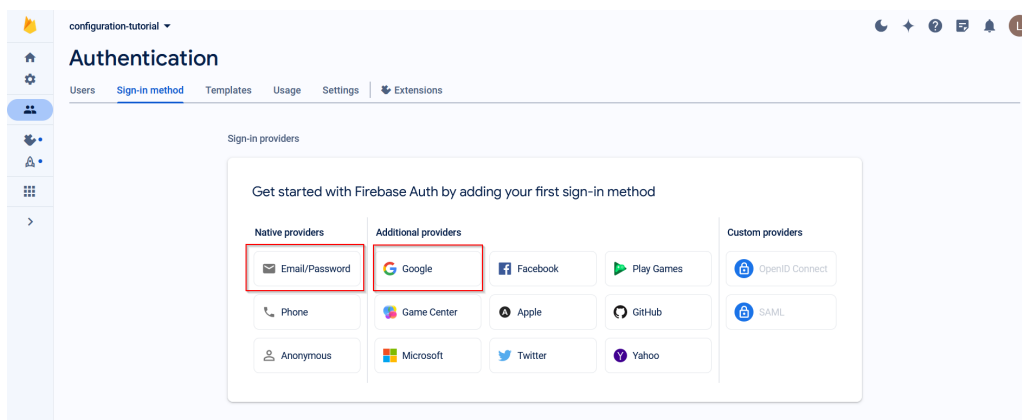 configuration-tutorial
L
Authentication
Users Sign-in method Templates Usage Settings Extensions
Sign-in providers
Get started with Firebase Auth by adding your first sign-in method
Native providers Additional providers Custom providers
Email/Password Google Facebook Play Games OpenID Connect
Phone Game Center Apple GitHub SAML
Anonymous Microsoft Twitter Yahoo